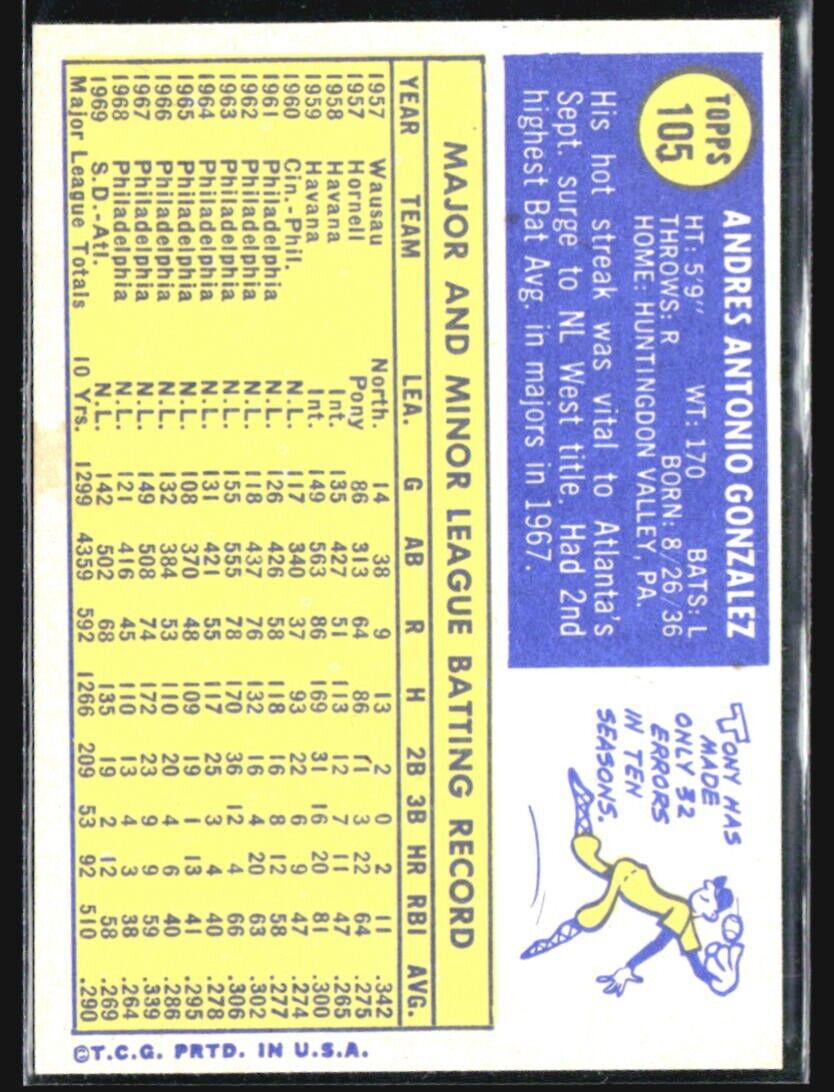 TOPPS
105
ANDRES ANTONIO GONZALEZ
HT: 5'9" WT: 170 BATS: L
THROWS: R BORN: 8/26/36
HOME: HUNTINGDON VALLEY, PA.
His hot streak was vital to Atlanta's
Sept. surge to NL West title. Had 2nd
highest Bat Avg. in majors in 1967.
TONY HAS
MADE
ONLY 32
ERRORS
IN TEN
SEASONS.
MAJOR AND MINOR LEAGUE BATTING RECORD
YEAR TEAM LEA. G AB R H 2B 3B HR RBI AVG.
1957 Wausau North. 14 38 9 13 2 0 2 11 .342
1957 Hornell Pony 86 313 64 86 11 3 22 64 .275
1958 Havana Int. 135 427 51 113 12 7 11 47 .265
1959 Havana Int. 149 563 86 169 31 16 20 81 .300
1960 Cin.-Phil. N.L. 117 340 37 93 22 6 9 47 .274
1961 Philadelphia N.L. 126 426 58 118 16 8 12 58 .277
1962 Philadelphia N.L. 118 437 76 132 16 4 20 63 .302
1963 Philadelphia N.L. 155 555 78 170 36 12 4 66 .306
1964 Philadelphia N.L. 131 421 55 117 25 3 4 40 .278
1965 Philadelphia N.L. 108 370 48 109 19 1 13 41 .295
1966 Philadelphia N.L. 132 384 53 110 20 4 6 40 .286
1967 Philadelphia N.L. 149 508 74 172 23 9 9 59 .339
1968 Philadelphia N.L. 121 416 45 110 13 4 3 38 .264
1969 S.D.-Atl. N.L. 142 502 68 135 19 2 12 58 .269
Major League Totals 10 Yrs. 1299 4359 592 1266 209 53 92 510 .290
©T.C.G. PRTD. IN U.S.A.